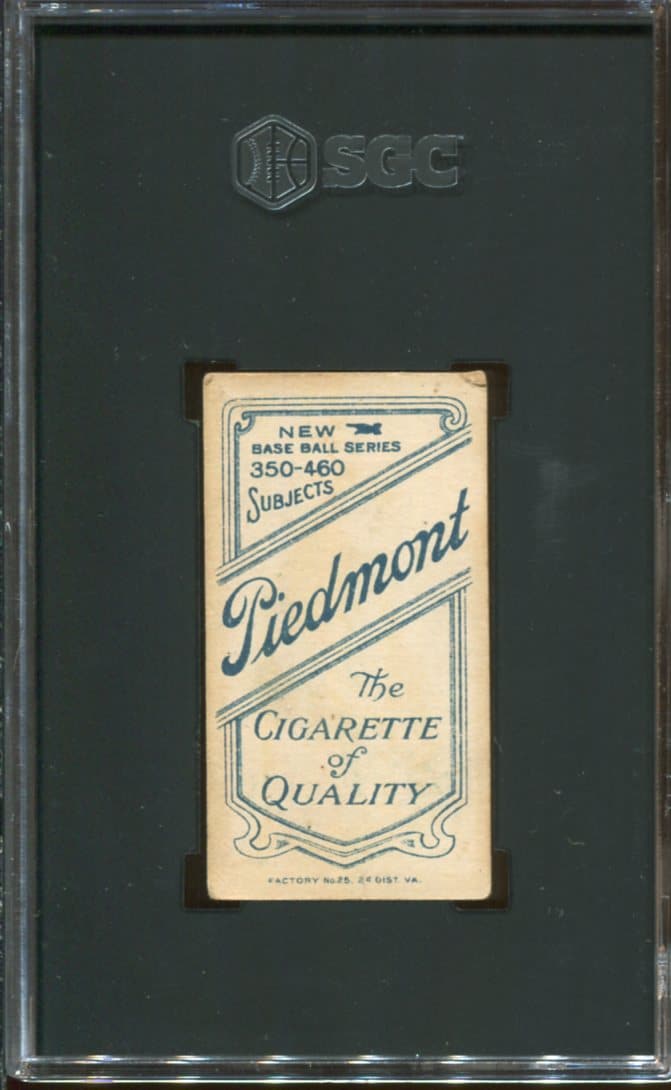 SGC
NEW
BASE BALL SERIES
350-460
SUBJECTS
Piedmont
The
CIGARETTE
of
QUALITY
FACTORY No. 25, 2d DIST. VA.